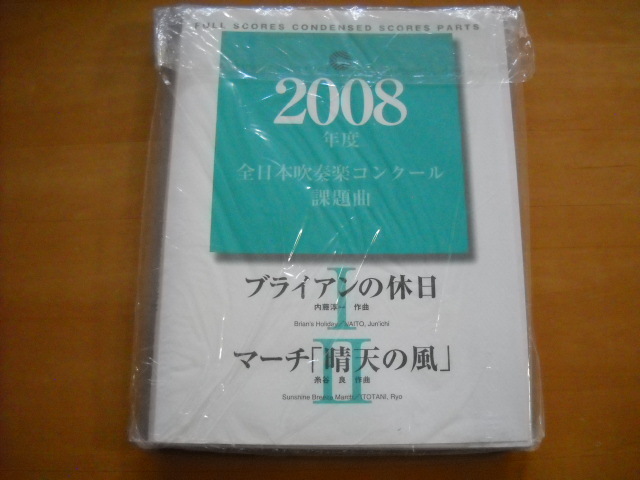 FULL SCORES CONDENSED SCORES PARTS
2008
年度
全日本吹奏楽コンクール
課題曲
I
ブライアンの休日
内藤淳一 作曲
Brian's Holiday / NAITO, Jun'ichi
II
マーチ「晴天の風」
糸谷 良 作曲
Sunshine Breeze March / ITOTANI, Ryo